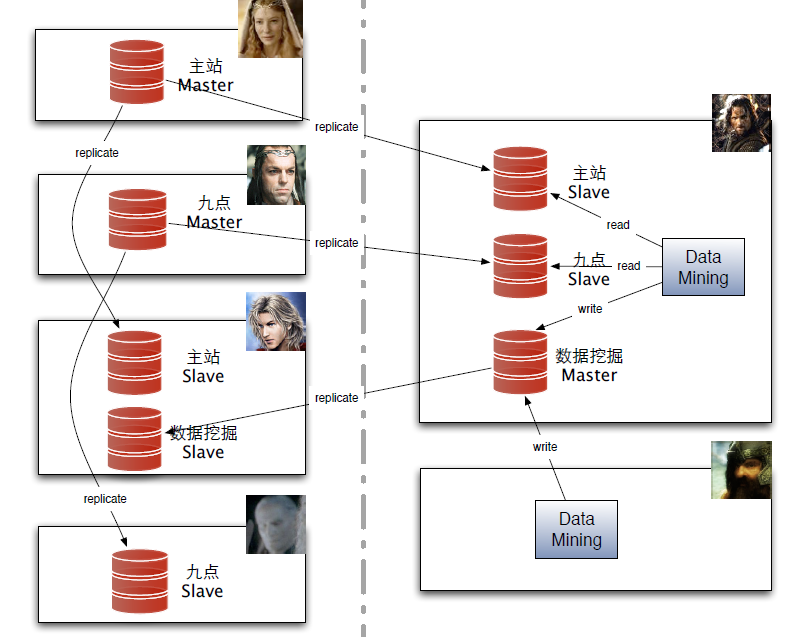 主站
Master
replicate
replicate
九点
Master
replicate
主站
Slave
数据挖掘
Slave
replicate
replicate
九点
Slave
主站
Slave
read
九点
Slave
read
Data
Mining
write
数据挖掘
Master
write
Data
Mining